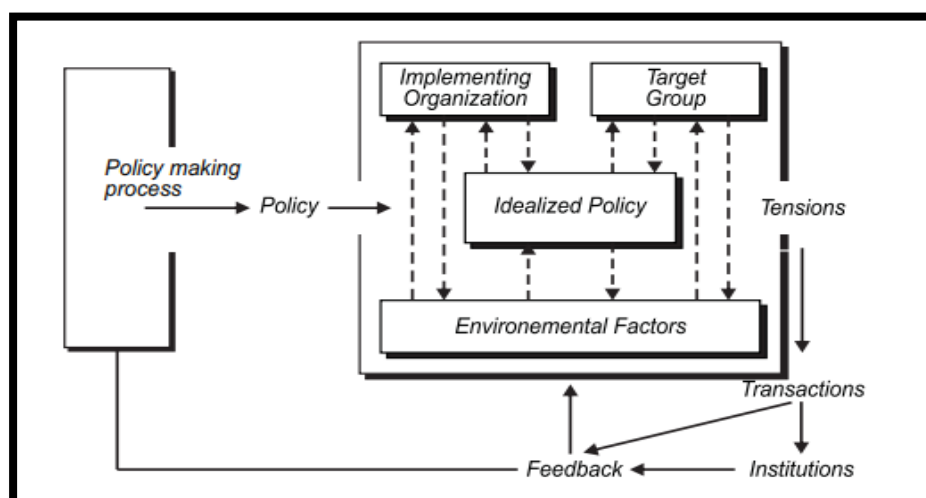 Implementing
Organization
Target
Group
Policy making
process
Policy
Idealized Policy
Tensions
Environemental Factors
Transactions
Feedback
Institutions